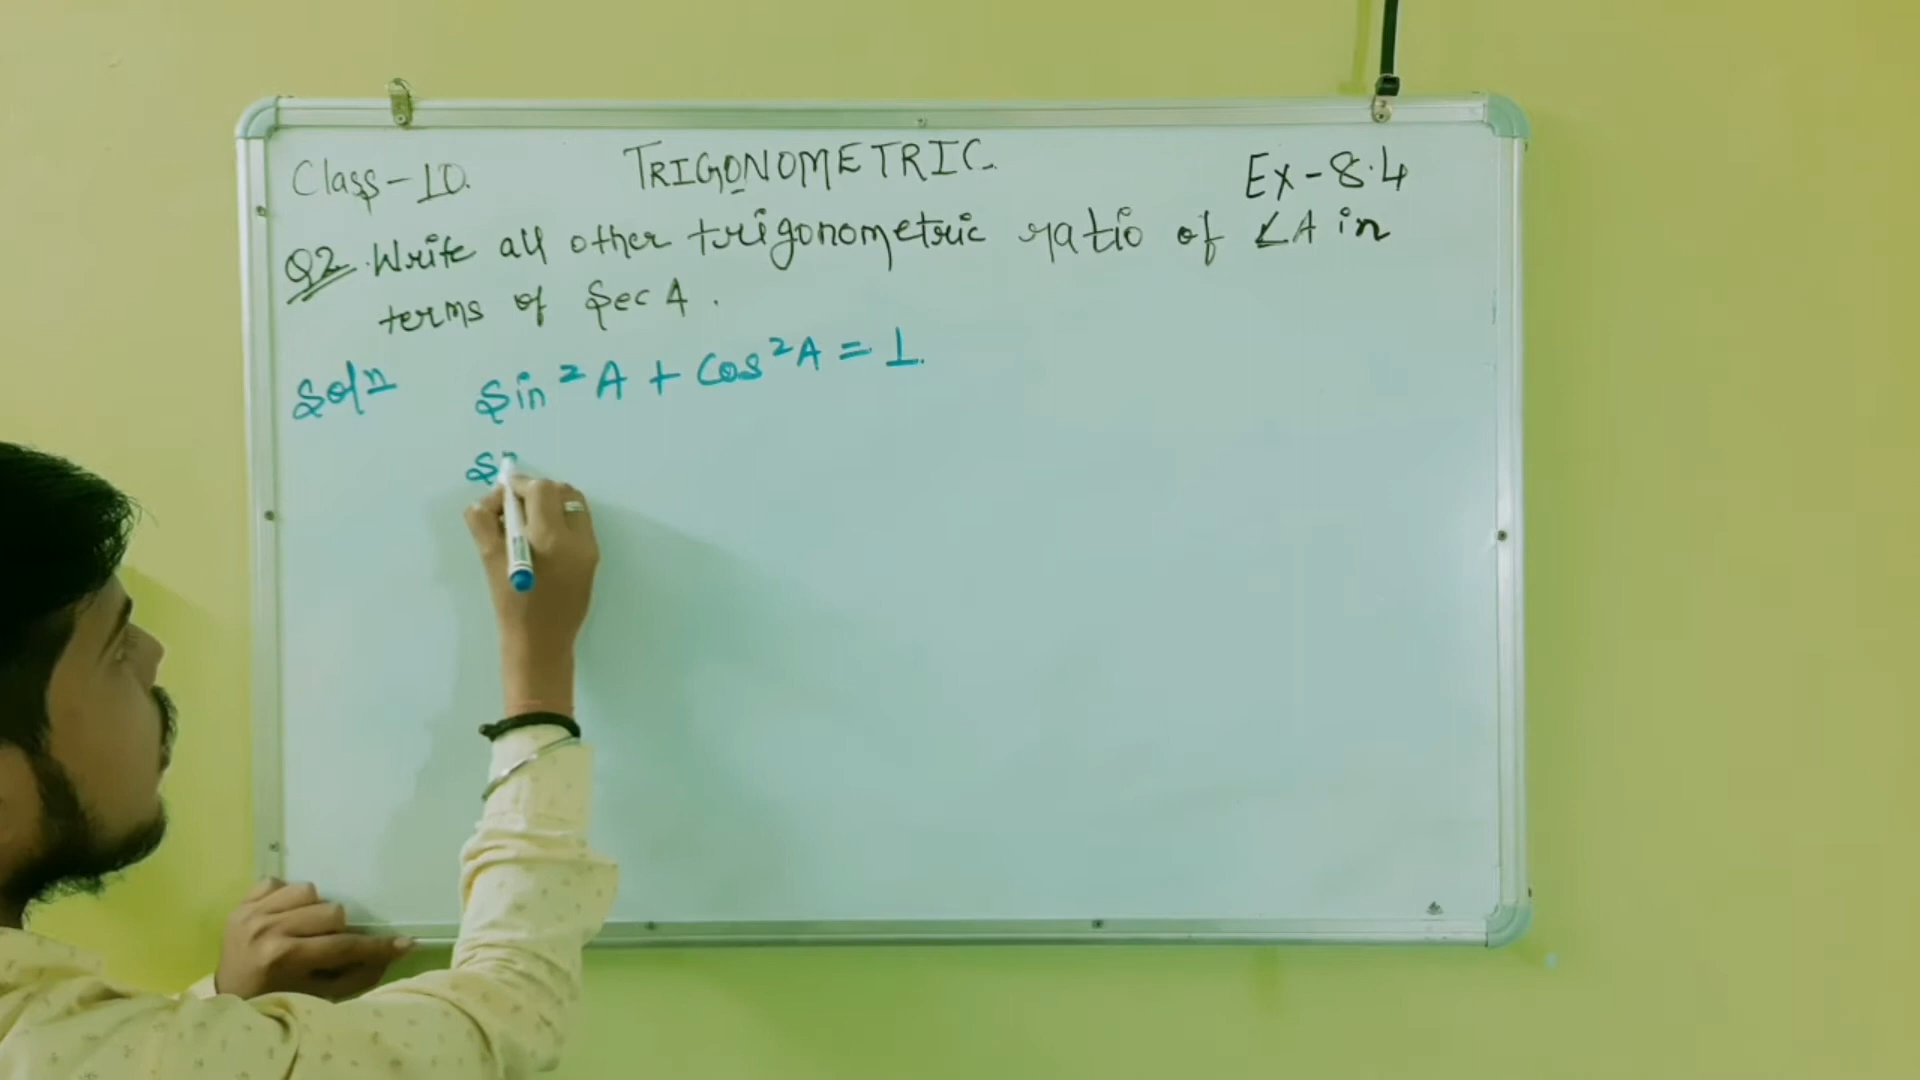 Class-10. TRIGONOMETRIC. Ex-8.4
Q2. Write all other trigonometric ratio of ∠A in
terms of Sec A.
Soln Sin²A + Cos²A = 1.